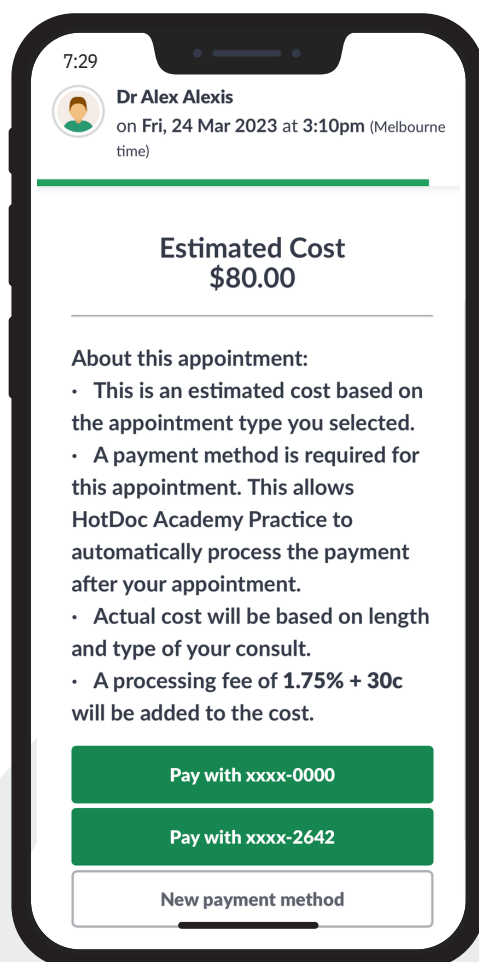 7:29
Dr Alex Alexis
on Fri, 24 Mar 2023 at 3:10pm (Melbourne
time)
Estimated Cost
$80.00
About this appointment:
· This is an estimated cost based on
the appointment type you selected.
· A payment method is required for
this appointment. This allows
HotDoc Academy Practice to
automatically process the payment
after your appointment.
· Actual cost will be based on length
and type of your consult.
· A processing fee of 1.75% + 30c
will be added to the cost.
Pay with xxxx-0000
Pay with xxxx-2642
New payment method